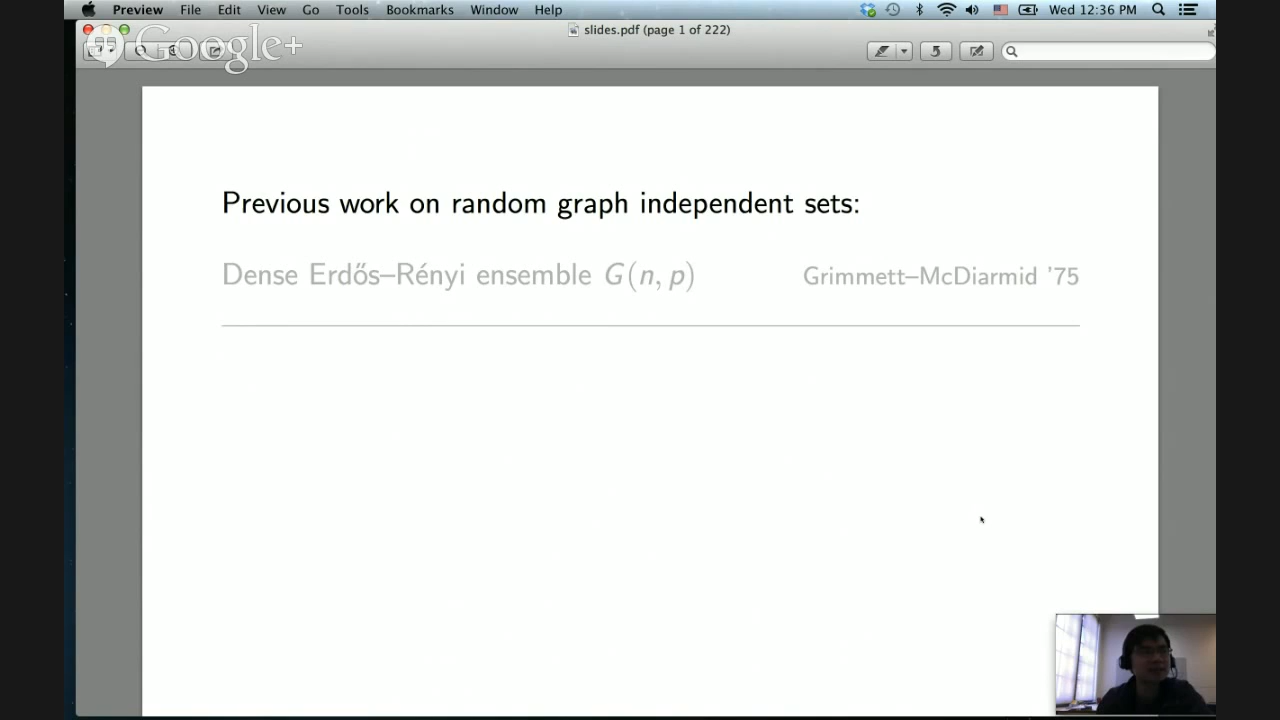 Preview File Edit View Go Tools Bookmarks Window Help Wed 12:36 PM
slides.pdf (page 1 of 222)
Google+
5
Previous work on random graph independent sets:
Dense Erdős–Rényi ensemble G(n, p) Grimmett–McDiarmid '75